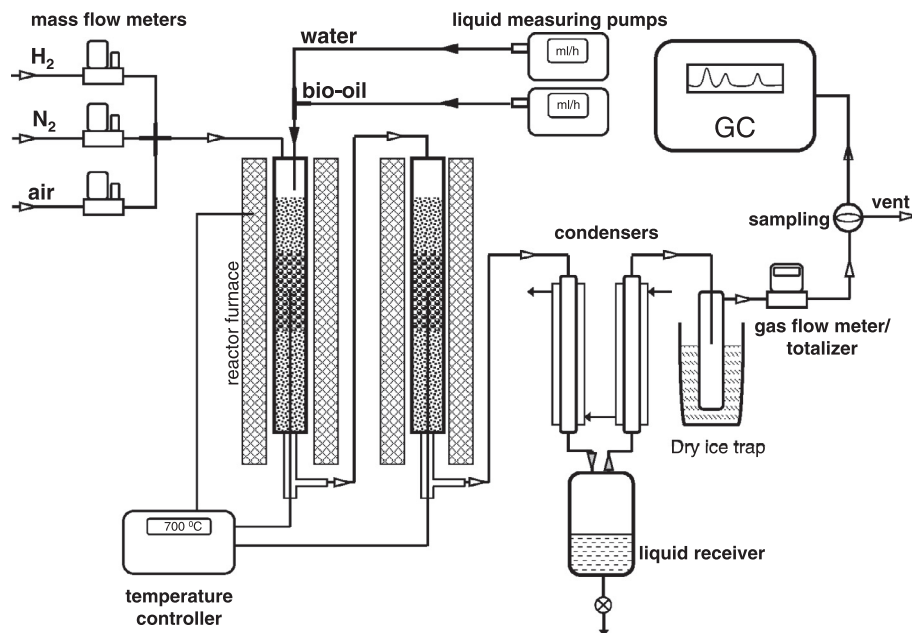 mass flow meters
H2
N2
air
liquid measuring pumps
water
bio-oil
ml/h
ml/h
GC
sampling
vent
condensers
reactor furnace
gas flow meter/
totalizer
Dry ice trap
700 ⁰C
temperature
controller
liquid receiver